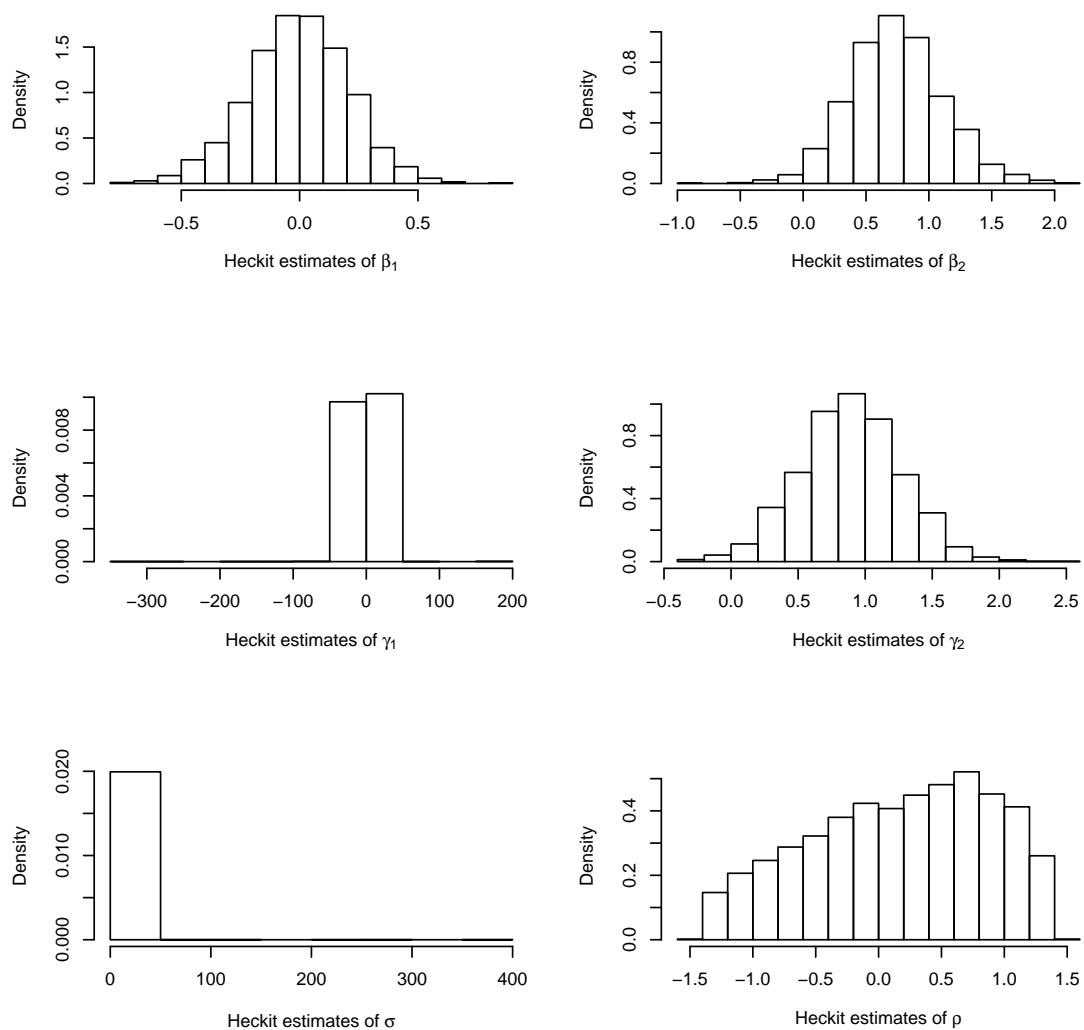 Density
0.0 0.5 1.0 1.5
−0.5 0.0 0.5
Heckit estimates of β₁
Density
0.0 0.4 0.8
−1.0 −0.5 0.0 0.5 1.0 1.5 2.0
Heckit estimates of β₂
Density
0.000 0.004 0.008
−300 −200 −100 0 100 200
Heckit estimates of γ₁
Density
0.0 0.4 0.8
−0.5 0.0 0.5 1.0 1.5 2.0 2.5
Heckit estimates of γ₂
Density
0.000 0.010 0.020
0 100 200 300 400
Heckit estimates of σ
Density
0.0 0.2 0.4
−1.5 −1.0 −0.5 0.0 0.5 1.0 1.5
Heckit estimates of ρ